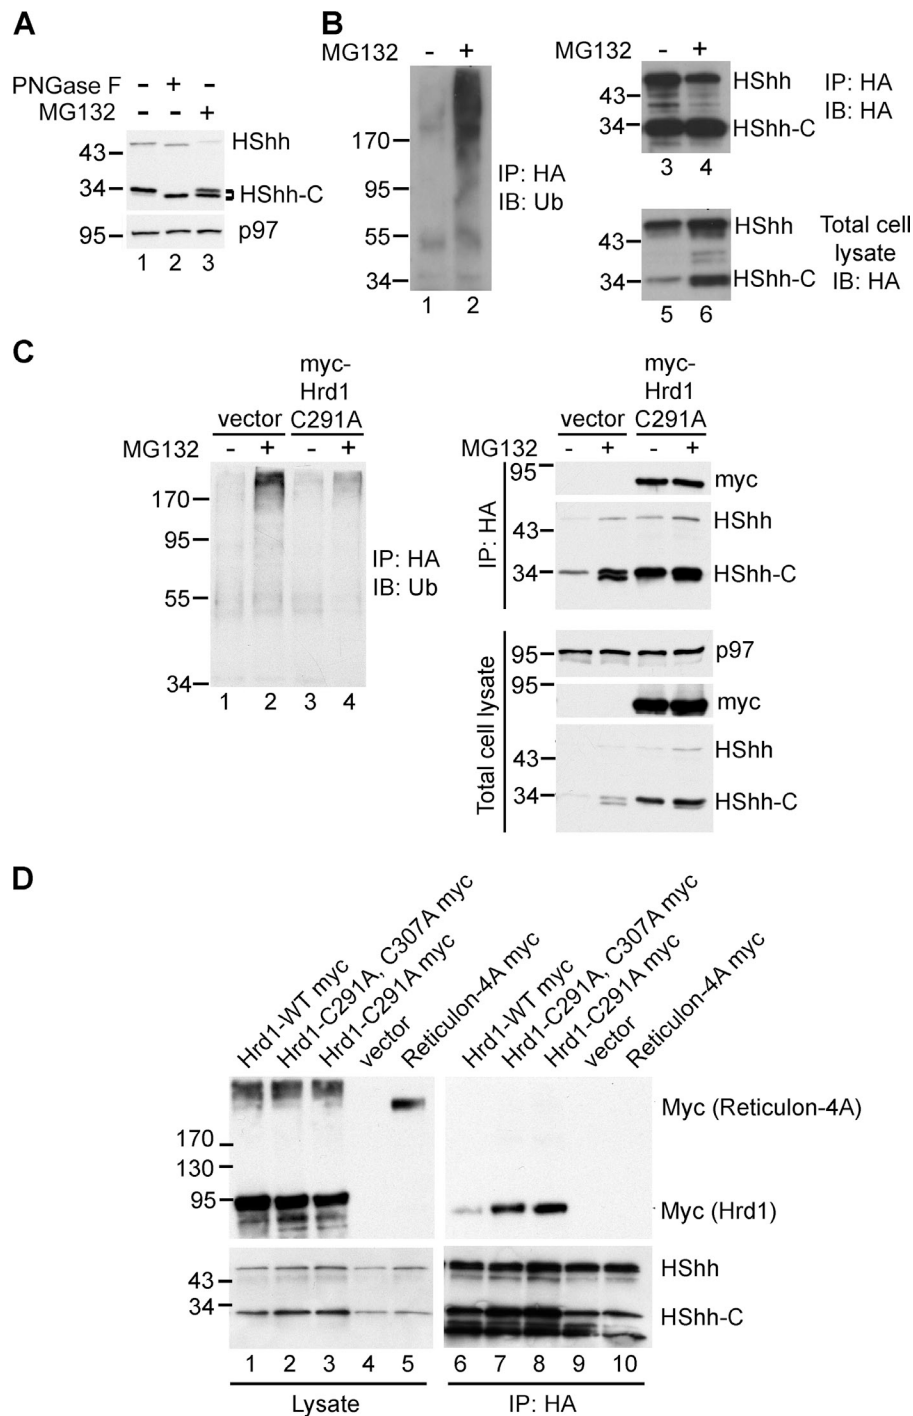 A
PNGase F - + -
MG132 - - +
HShh
43
34
HShh-C
95
p97
1 2 3
B
MG132 - +
170
95
55
34
IP: HA
IB: Ub
1 2
MG132 - +
HShh
43
34
HShh-C
IP: HA
IB: HA
3 4
HShh
43
34
HShh-C
Total cell
lysate
IB: HA
5 6
C
myc-
Hrd1
vector C291A
MG132 - + - +
170
95
55
34
IP: HA
IB: Ub
1 2 3 4
myc-
Hrd1
vector C291A
MG132 - + - +
IP: HA
95
myc
HShh
43
34
HShh-C
Total cell lysate
95
p97
95
myc
HShh
43
34
HShh-C
D
Hrd1-WT myc
Hrd1-C291A, C307A myc
Hrd1-C291A myc
vector
Reticulon-4A myc
Hrd1-WT myc
Hrd1-C291A, C307A myc
Hrd1-C291A myc
vector
Reticulon-4A myc
Myc (Reticulon-4A)
170
130
95
Myc (Hrd1)
HShh
43
34
HShh-C
1 2 3 4 5 6 7 8 9 10
Lysate IP: HA